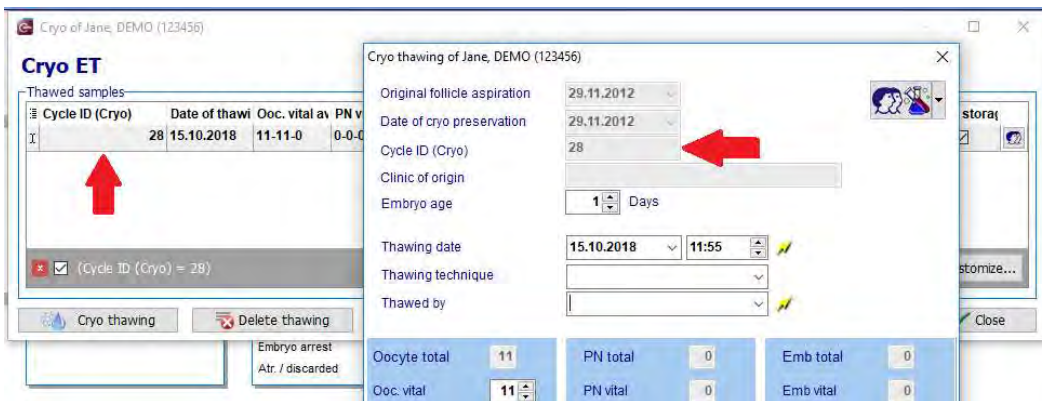 Cryo of Jane, DEMO (123456)
Cryo ET
Thawed samples
Cycle ID (Cryo) Date of thawi Ooc. vital av PN v
28 15.10.2018 11-11-0 0-0-0
(Cycle ID (Cryo) = 28)
Cryo thawing Delete thawing
Embryo arrest
Atr. / discarded
Cryo thawing of Jane, DEMO (123456)
Original follicle aspiration 29.11.2012
Date of cryo preservation 29.11.2012
Cycle ID (Cryo) 28
Clinic of origin
Embryo age 1 Days
Thawing date 15.10.2018 11:55
Thawing technique
Thawed by
Oocyte total 11 PN total 0 Emb total 0
Ooc. vital 11 PN vital 0 Emb vital 0
storag
stomize...
Close